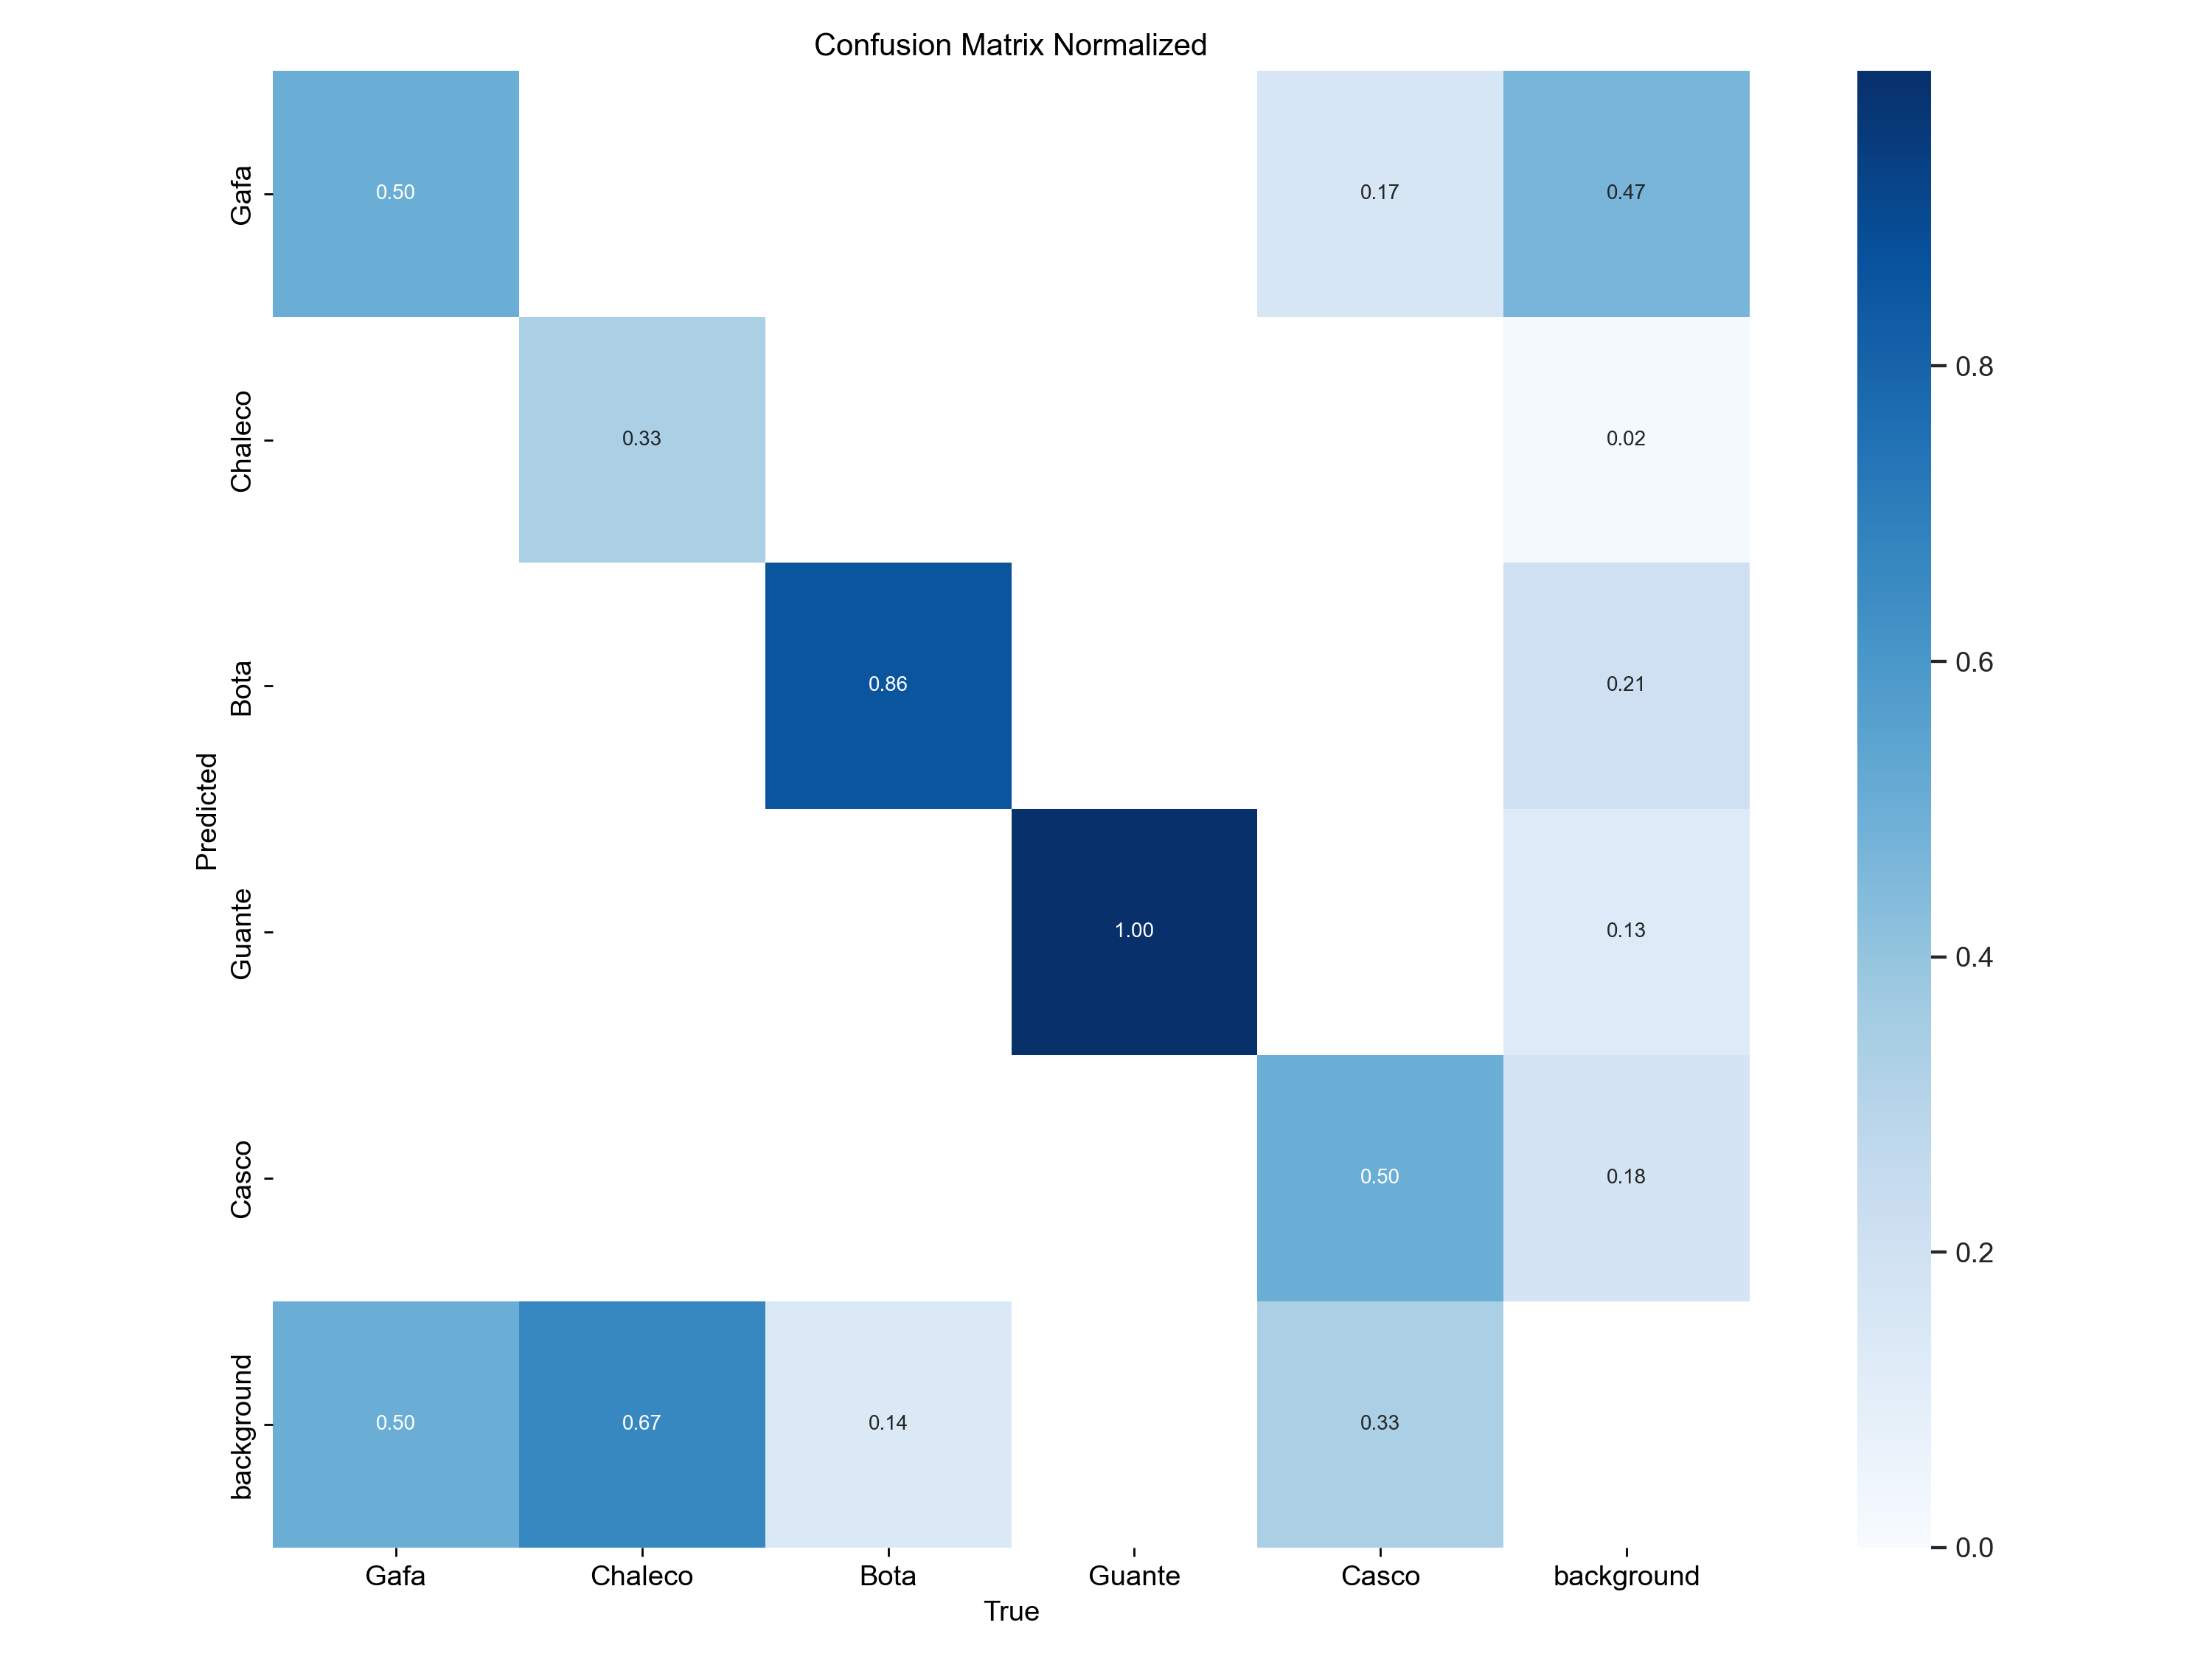 Confusion Matrix Normalized
Gafa
0.50
0.17
0.47
Chaleco
0.33
0.02
Bota
0.86
0.21
Guante
1.00
0.13
Casco
0.50
0.18
background
0.50
0.67
0.14
0.33
Predicted
Gafa
Chaleco
Bota
Guante
Casco
background
True
0.8
0.6
0.4
0.2
0.0